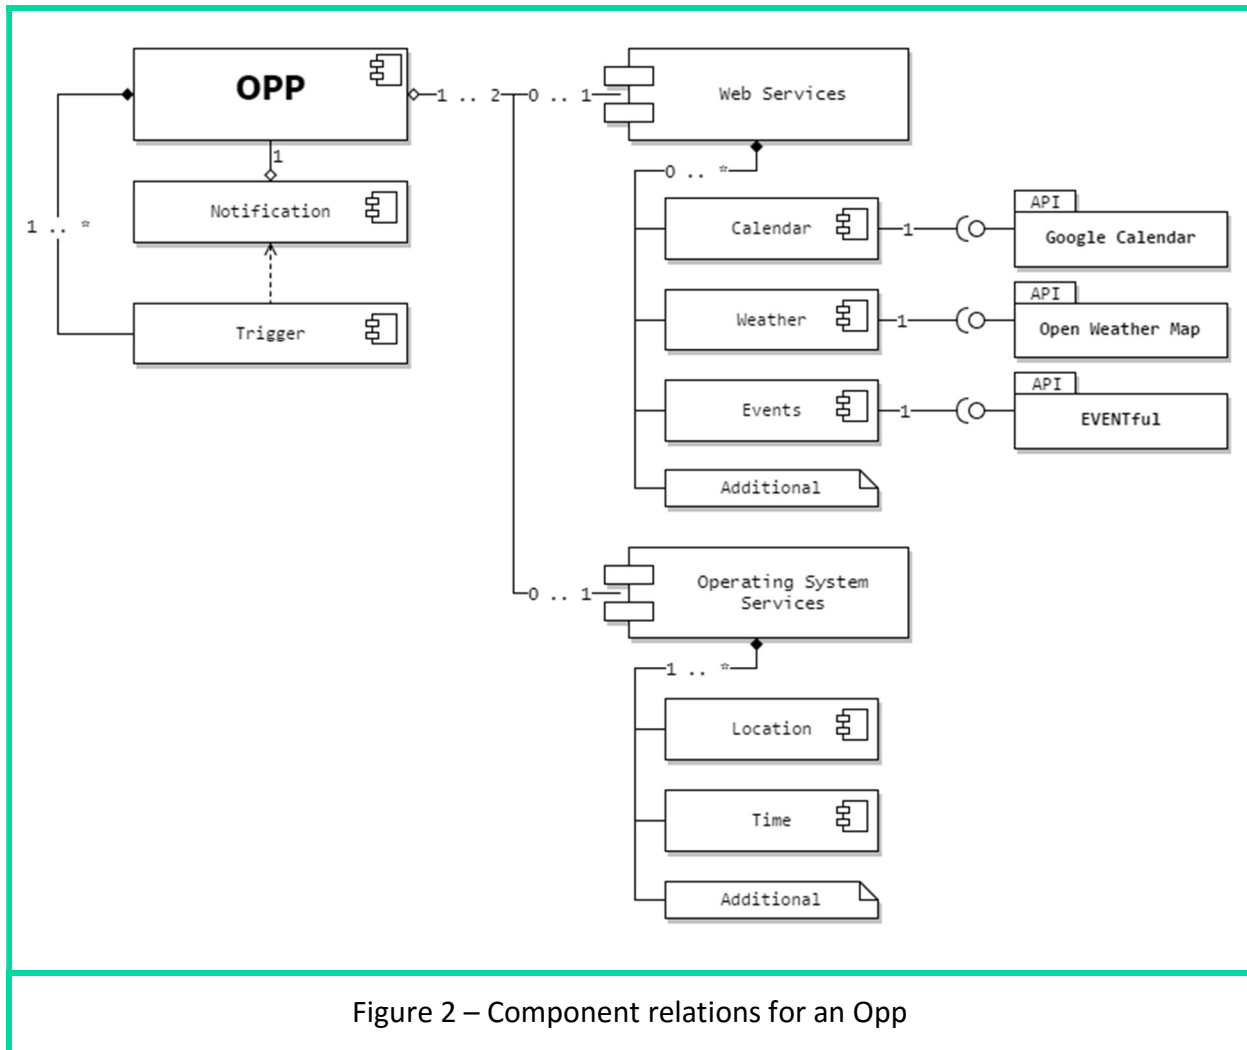 OPP
1 .. 2
0 .. 1
Web Services
1
0 .. *
Notification
1 .. *
Trigger
Calendar
1
API
Google Calendar
Weather
1
API
Open Weather Map
Events
1
API
EVENTful
Additional
0 .. 1
Operating System
Services
1 .. *
Location
Time
Additional
Figure 2 – Component relations for an Opp